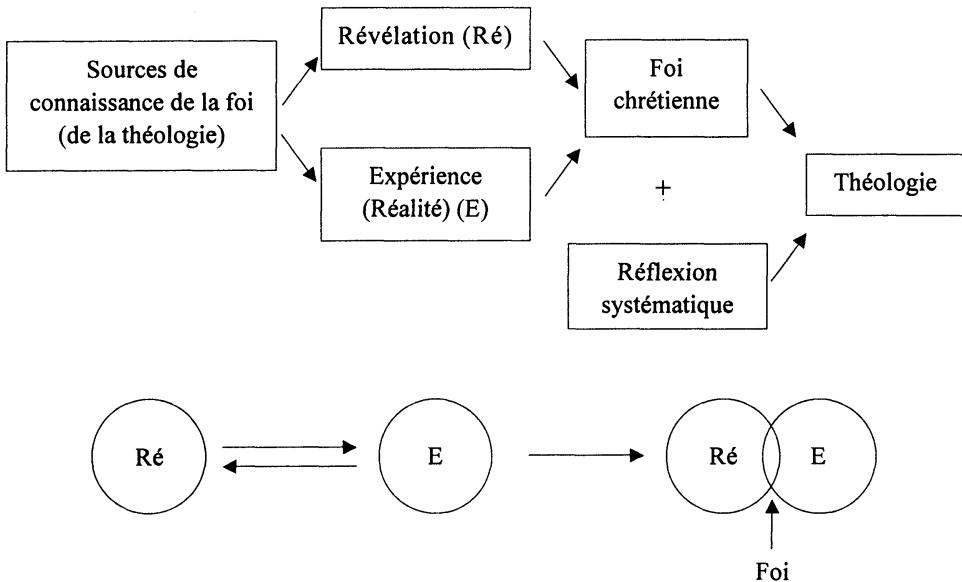 Sources de
connaissance de la foi
(de la théologie)
Révélation (Ré)
Expérience
(Réalité) (E)
Foi
chrétienne
+
Réflexion
systématique
Théologie
Ré
E
Ré
E
Foi